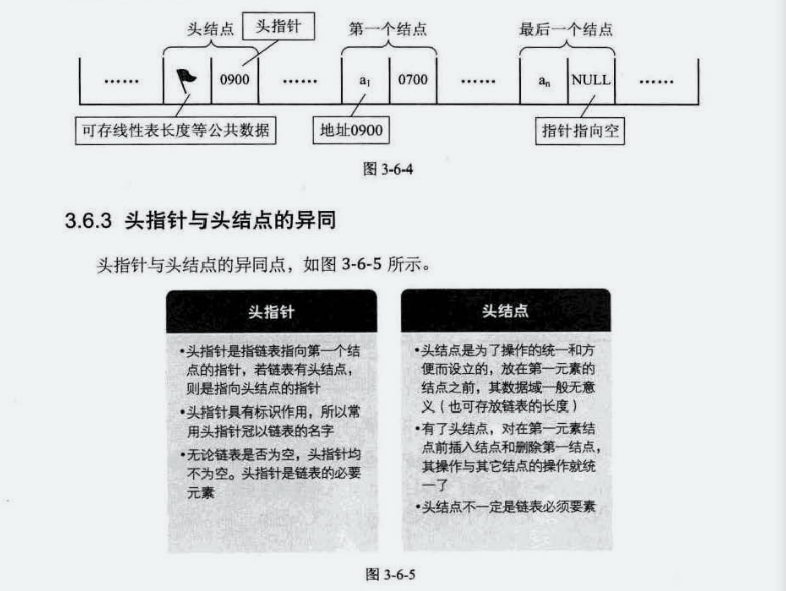 头结点 头指针 第一个结点 最后一个结点
…… 0900 …… a1 0700 …… an NULL ……
可存线性表长度等公共数据 地址0900 指针指向空
图 3-6-4
3.6.3 头指针与头结点的异同
头指针与头结点的异同点，如图 3-6-5 所示。
头指针
•头指针是指链表指向第一个结
点的指针，若链表有头结点，
则是指向头结点的指针
•头指针具有标识作用，所以常
用头指针冠以链表的名字
•无论链表是否为空，头指针均
不为空。头指针是链表的必要
元素
头结点
•头结点是为了操作的统一和方
便而设立的，放在第一元素的
结点之前，其数据域一般无意
义（也可存放链表的长度）
•有了头结点，对在第一元素结
点前插入结点和删除第一结点，
其操作与其它结点的操作就统
一了
•头结点不一定是链表必须要素
图 3-6-5